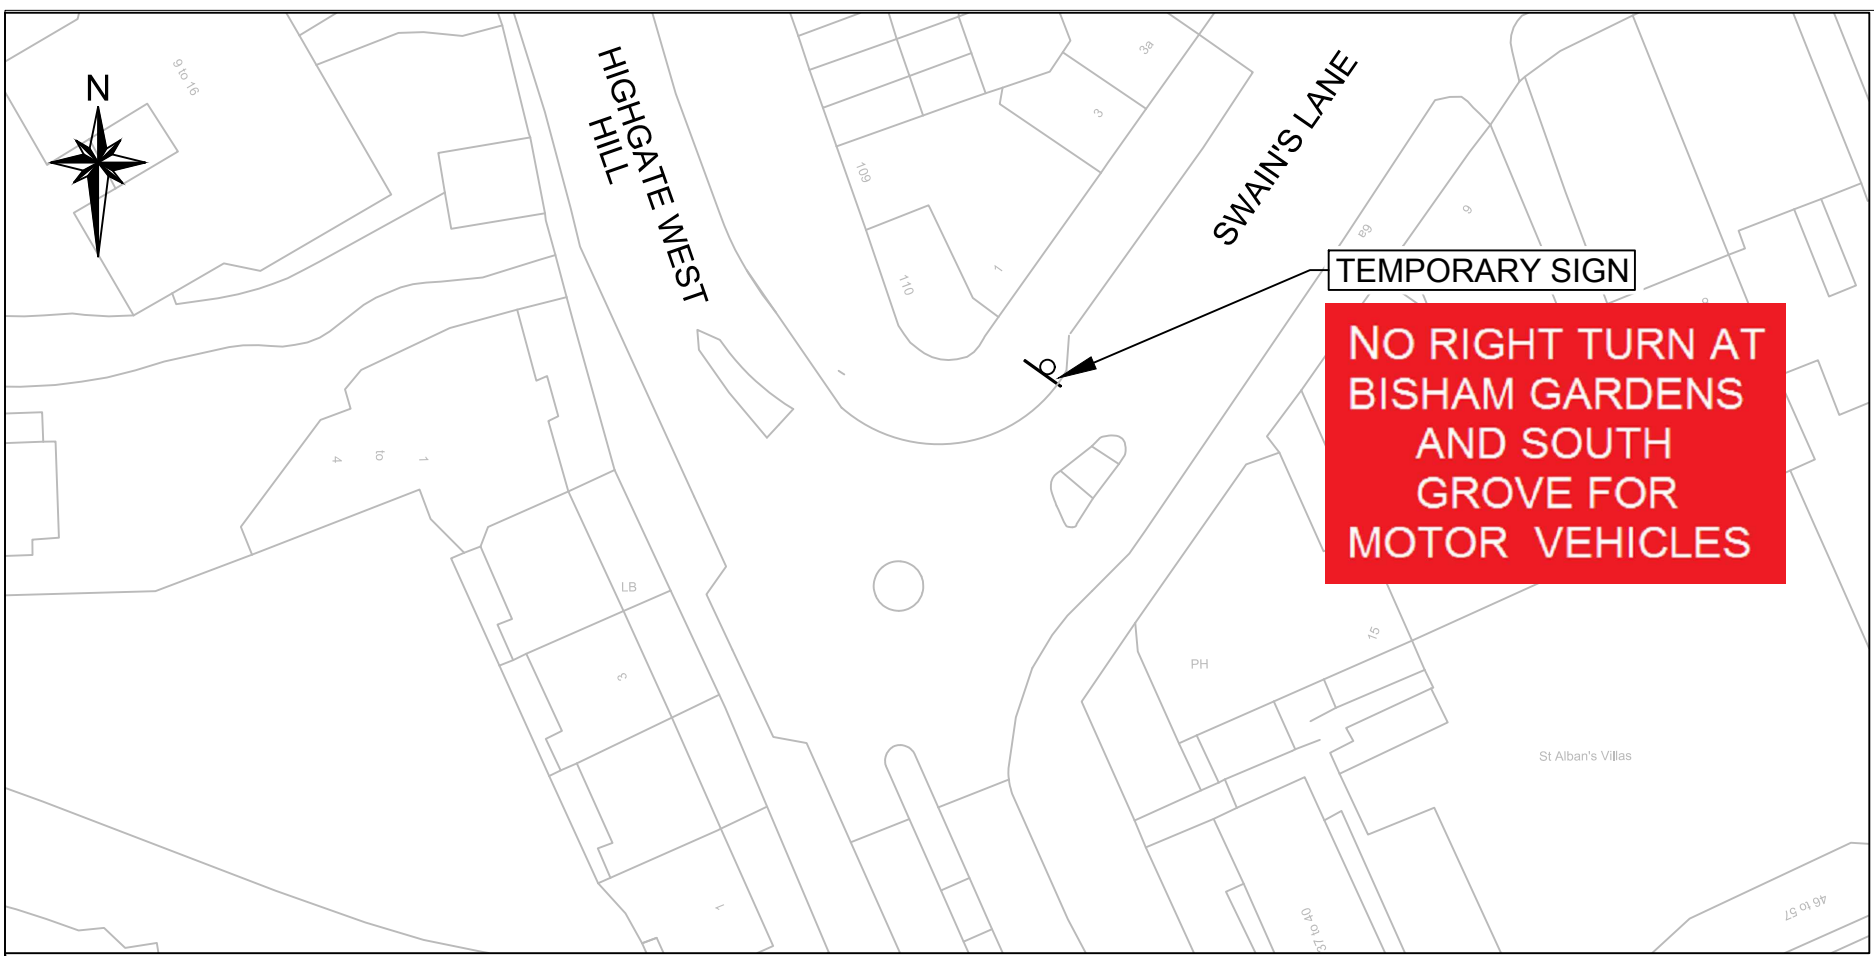 N
9 to 16
HIGHGATE WEST
HILL
3a
3
SWAIN'S LANE
109
110
1
6a
6
TEMPORARY SIGN
NO RIGHT TURN AT
BISHAM GARDENS
AND SOUTH
GROVE FOR
MOTOR VEHICLES
4 to 1
LB
3
15
PH
St Alban's Villas
1
37 to 40
46 to 57